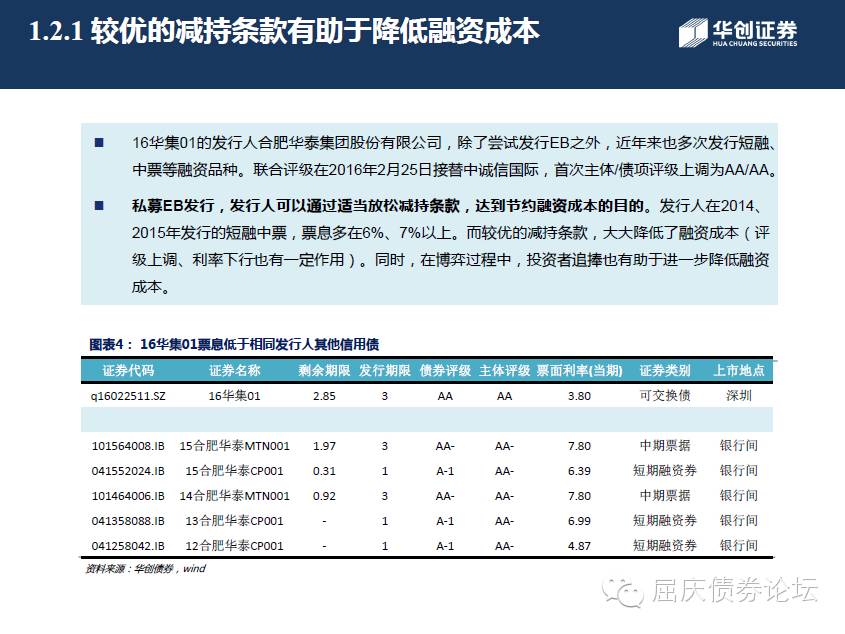 1.2.1 较优的减持条款有助于降低融资成本
华创证券
HUA CHUANG SECURITIES
■ 16华集01的发行人合肥华泰集团股份有限公司，除了尝试发行EB之外，近年来也多次发行短融、
中票等融资品种。联合评级在2016年2月25日接替中诚信国际，首次主体/债项评级上调为AA/AA。
■ 私募EB发行，发行人可以通过适当放松减持条款，达到节约融资成本的目的。发行人在2014、
2015年发行的短融中票，票息多在6%、7%以上。而较优的减持条款，大大降低了融资成本（评
级上调、利率下行也有一定作用）。同时，在博弈过程中，投资者追捧也有助于进一步降低融资
成本。
图表4： 16华集01票息低于相同发行人其他信用债
证券代码 证券名称 剩余期限 发行期限 债券评级 主体评级 票面利率(当期) 证券类别 上市地点
q16022511.SZ 16华集01 2.85 3 AA AA 3.80 可交换债 深圳
101564008.IB 15合肥华泰MTN001 1.97 3 AA- AA- 7.80 中期票据 银行间
041552024.IB 15合肥华泰CP001 0.31 1 A-1 AA- 6.39 短期融资券 银行间
101464006.IB 14合肥华泰MTN001 0.92 3 AA- AA- 7.80 中期票据 银行间
041358088.IB 13合肥华泰CP001 - 1 A-1 AA- 6.99 短期融资券 银行间
041258042.IB 12合肥华泰CP001 - 1 A-1 AA- 4.87 短期融资券 银行间
资料来源：华创债券，wind
屈庆债券论坛